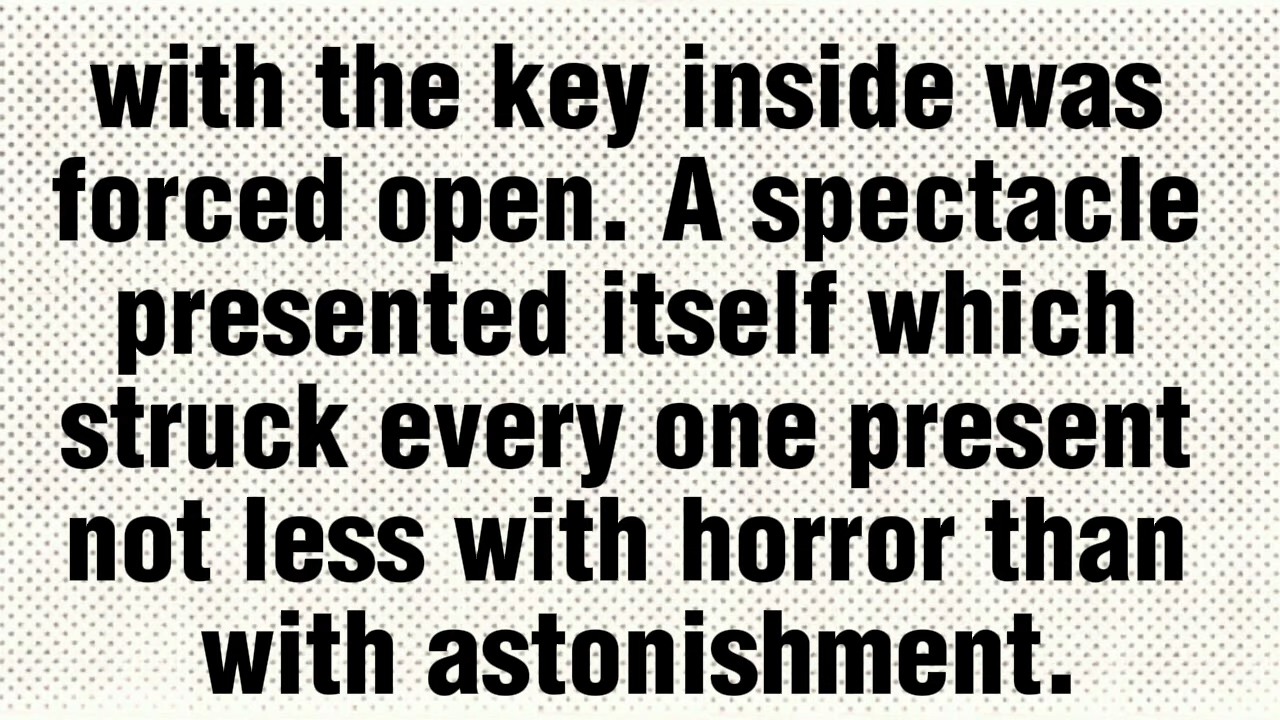 with the key inside was
forced open. A spectacle
presented itself which
struck every one present
not less with horror than
with astonishment.